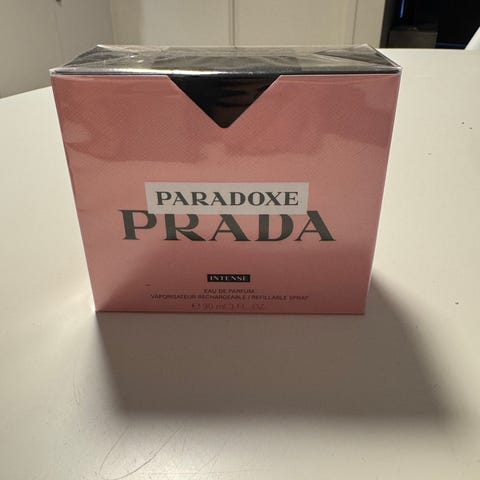 PARADOXE
PRADA
INTENSE
EAU DE PARFUM
VAPORISATEUR RECHARGEABLE / REFILLABLE SPRAY
℮ 90 mL 3 FL. OZ.